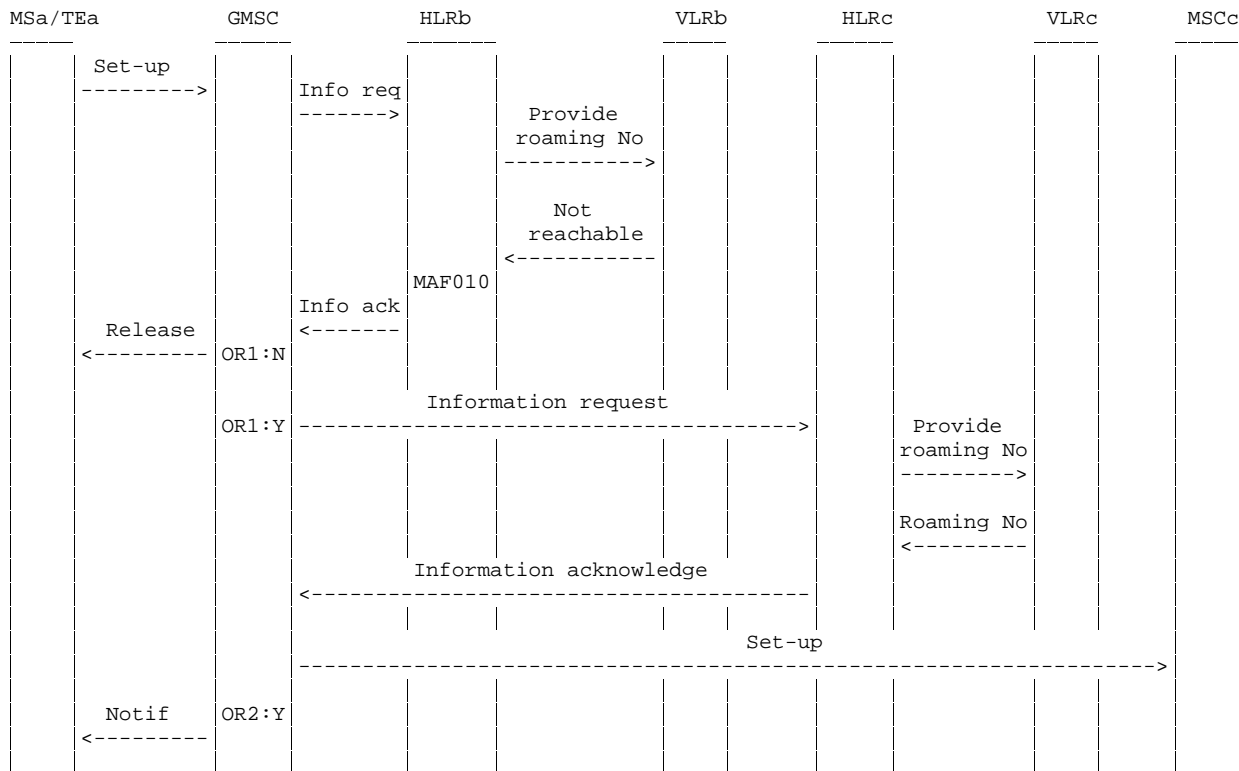 MSa/TEa GMSC HLRb VLRb HLRc VLRc MSCc
Set-up
Info req
Provide
roaming No
Not
reachable
MAF010
Info ack
Release
OR1:N
Information request
OR1:Y Provide
roaming No
Roaming No
Information acknowledge
Set-up
Notif OR2:Y